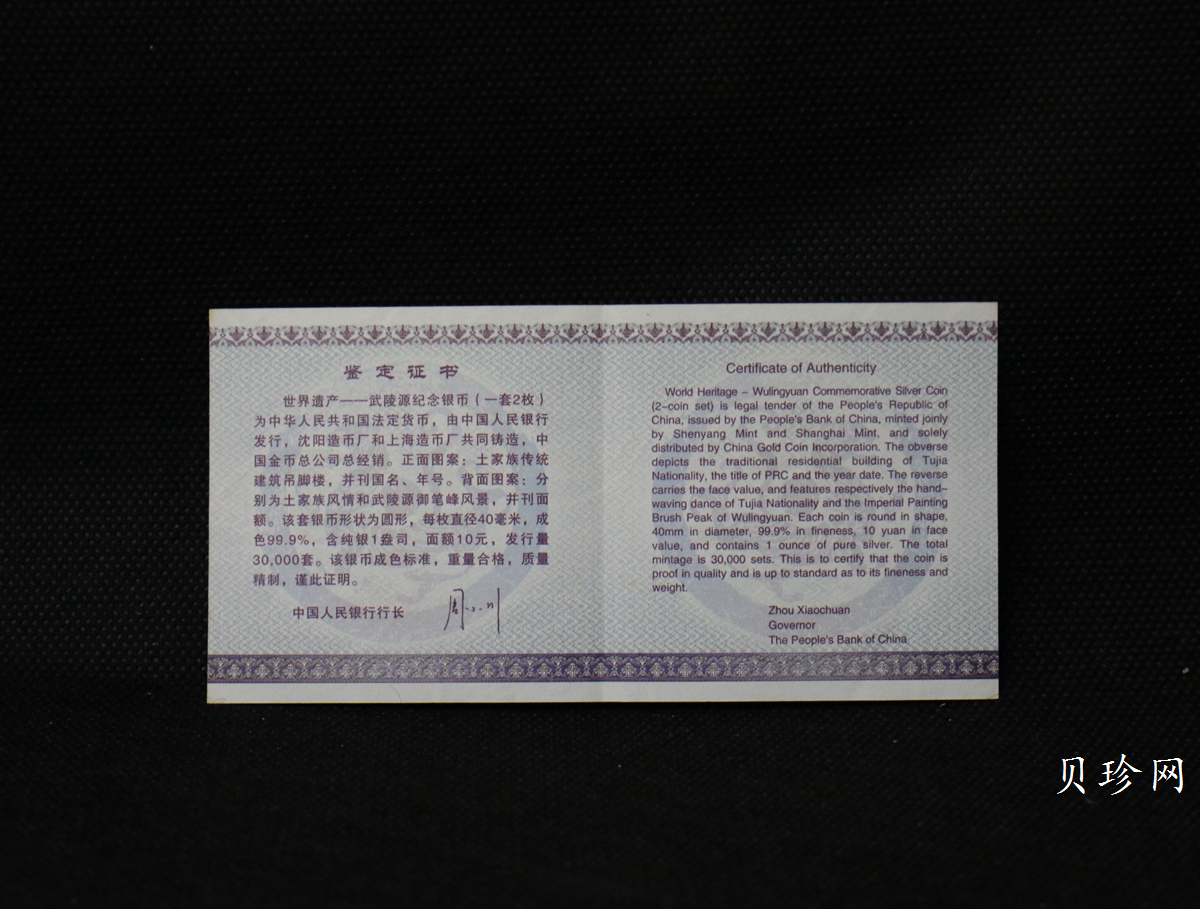 鉴定证书
世界遗产——武陵源纪念银币（一套2枚）
为中华人民共和国法定货币，由中国人民银行
发行，沈阳造币厂和上海造币厂共同铸造，中
国金币总公司总经销。正面图案：土家族传统
建筑吊脚楼，并刊国名、年号。背面图案：分
别为土家族风情和武陵源御笔峰风景，并刊面
额。该套银币形状为圆形，每枚直径40毫米，成
色99.9%，含纯银1盎司，面额10元，发行量
30,000套。该银币成色标准，重量合格，质量
精制，谨此证明。
中国人民银行行长 周小川
Certificate of Authenticity
World Heritage – Wulingyuan Commemorative Silver Coin
(2–coin set) is legal tender of the People's Republic of
China, issued by the People's Bank of China, minted joinly
by Shenyang Mint and Shanghai Mint, and solely
distributed by China Gold Coin Incorporation. The obverse
depicts the traditional residential building of Tujia
Nationality, the title of PRC and the year date. The reverse
carries the face value, and features respectively the hand–
waving dance of Tujia Nationality and the Imperial Painting
Brush Peak of Wulingyuan. Each coin is round in shape,
40mm in diameter, 99.9% in fineness, 10 yuan in face
value, and contains 1 ounce of pure silver. The total
mintage is 30,000 sets. This is to certify that the coin is
proof in quality and is up to standard as to its fineness and
weight.
Zhou Xiaochuan
Governor
The People's Bank of China
贝珍网